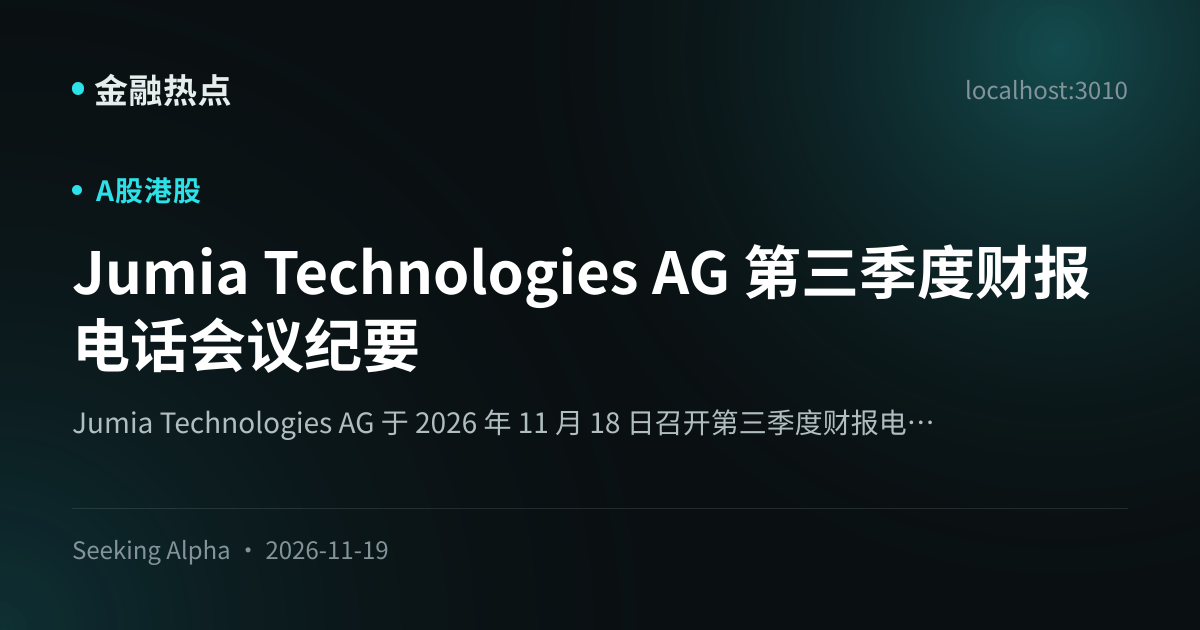 金融热点
localhost:3010
A股港股
Jumia Technologies AG 第三季度财报
电话会议纪要
Jumia Technologies AG 于 2026 年 11 月 18 日召开第三季度财报电…
Seeking Alpha · 2026-11-19